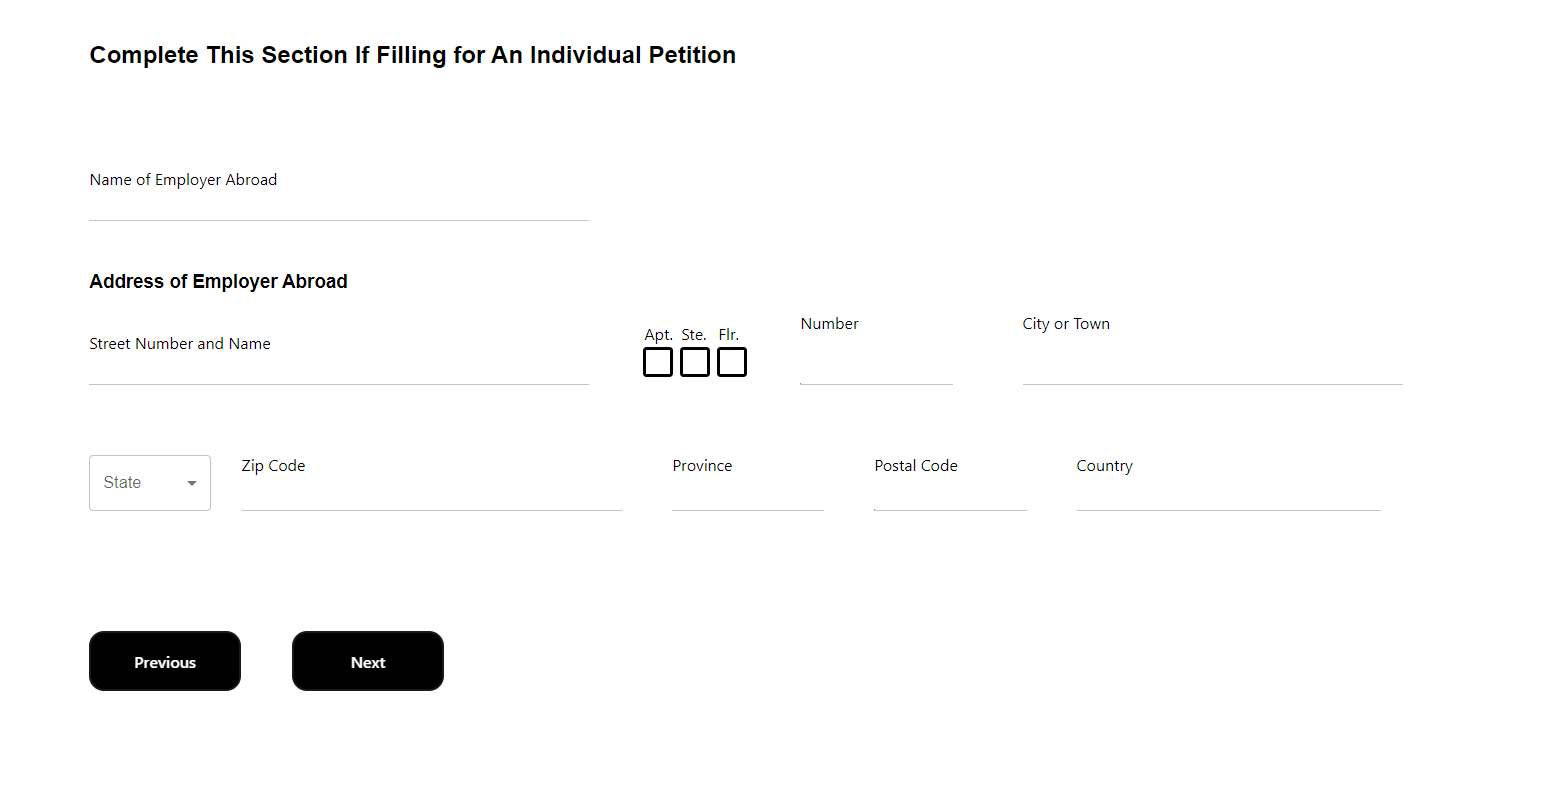 Complete This Section If Filling for An Individual Petition
Name of Employer Abroad
Address of Employer Abroad
Street Number and Name
Apt. Ste. Flr.
Number
City or Town
State
Zip Code
Province
Postal Code
Country
Previous
Next